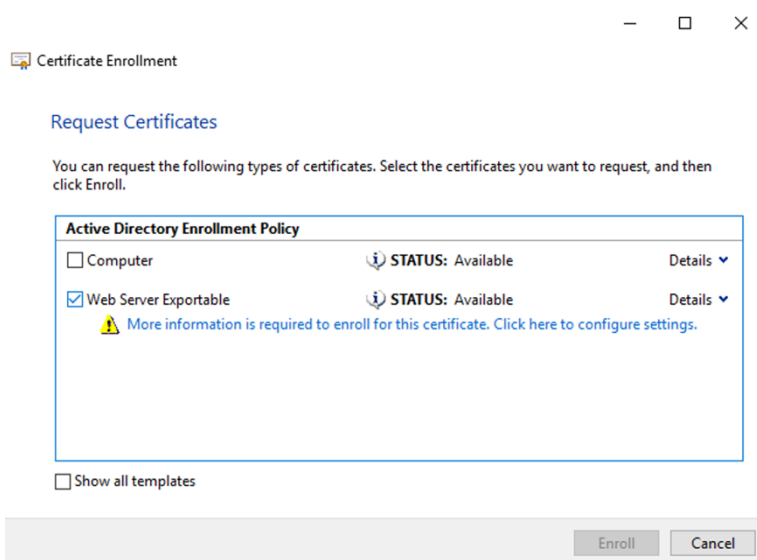 Certificate Enrollment
Request Certificates
You can request the following types of certificates. Select the certificates you want to request, and then
click Enroll.
Active Directory Enrollment Policy
Computer STATUS: Available Details
Web Server Exportable STATUS: Available Details
More information is required to enroll for this certificate. Click here to configure settings.
Show all templates
Enroll Cancel